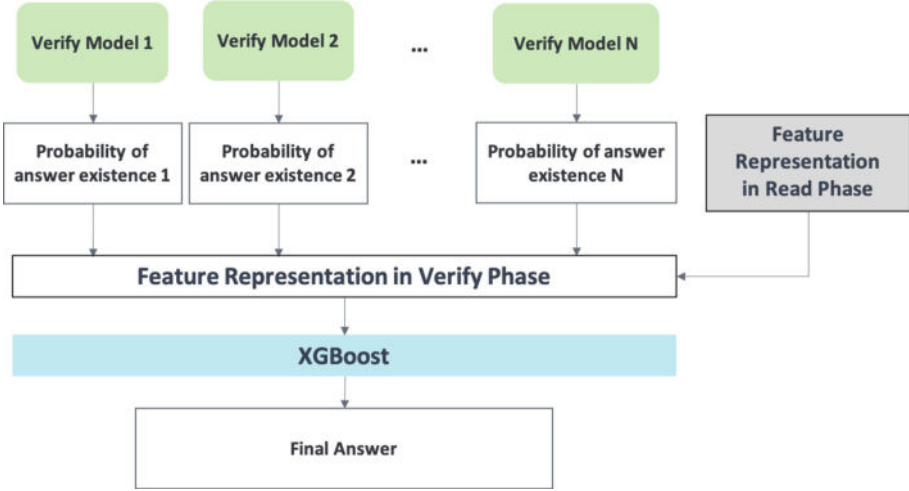 Verify Model 1
Verify Model 2
...
Verify Model N
Probability of
answer existence 1
Probability of
answer existence 2
...
Probability of answer
existence N
Feature
Representation
in Read Phase
Feature Representation in Verify Phase
XGBoost
Final Answer